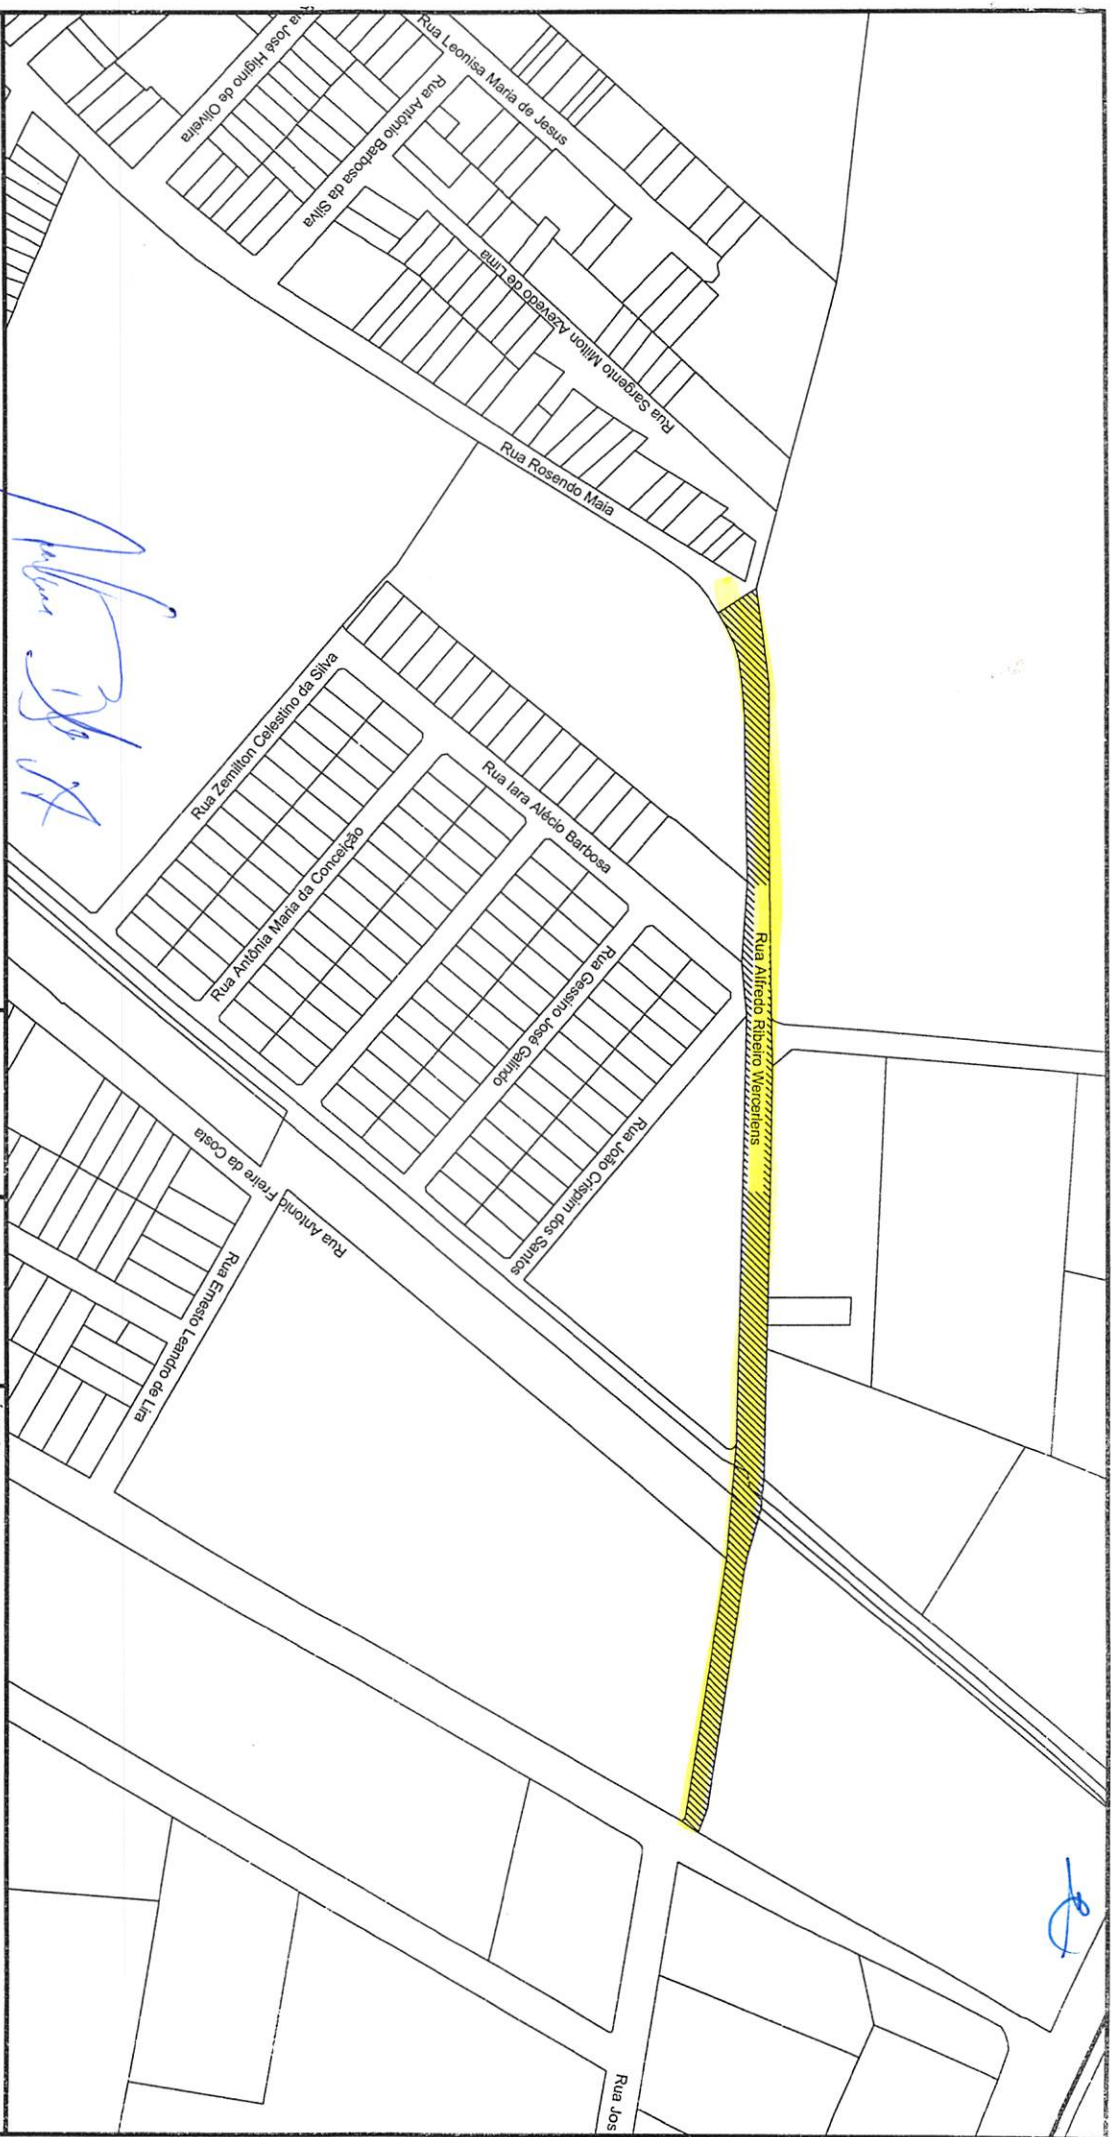 Rua José Higino de Oliveira
Rua Leonisa Maria de Jesus
Rua Antônio Barbosa da Silva
Rua Sargento Milton Azevedo de Lima
Rua Rosendo Maia
Rua Zemilton Celestino da Silva
Rua Iara Alécio Barbosa
Rua Antônia Maria da Conceição
Rua Gessino José Galindo
Rua Alfredo Ribeiro Wercerlens
Rua João Crispim dos Santos
Rua Antonio Freire da Costa
Rua Ernesto Leandro de Lira
Rua Jos